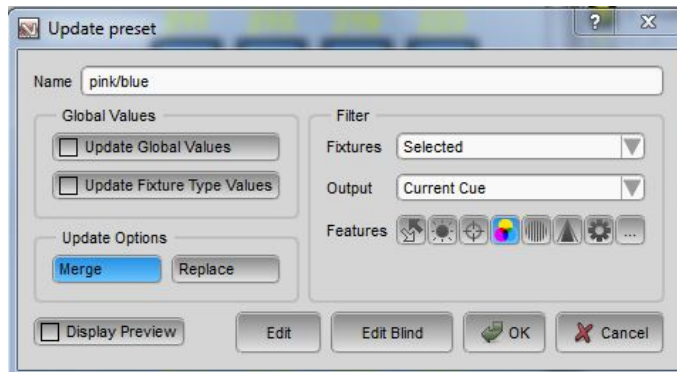 Update preset
Name pink/blue
Global Values
Update Global Values
Update Fixture Type Values
Update Options
Merge Replace
Filter
Fixtures Selected
Output Current Cue
Features ...
Display Preview Edit Edit Blind OK Cancel